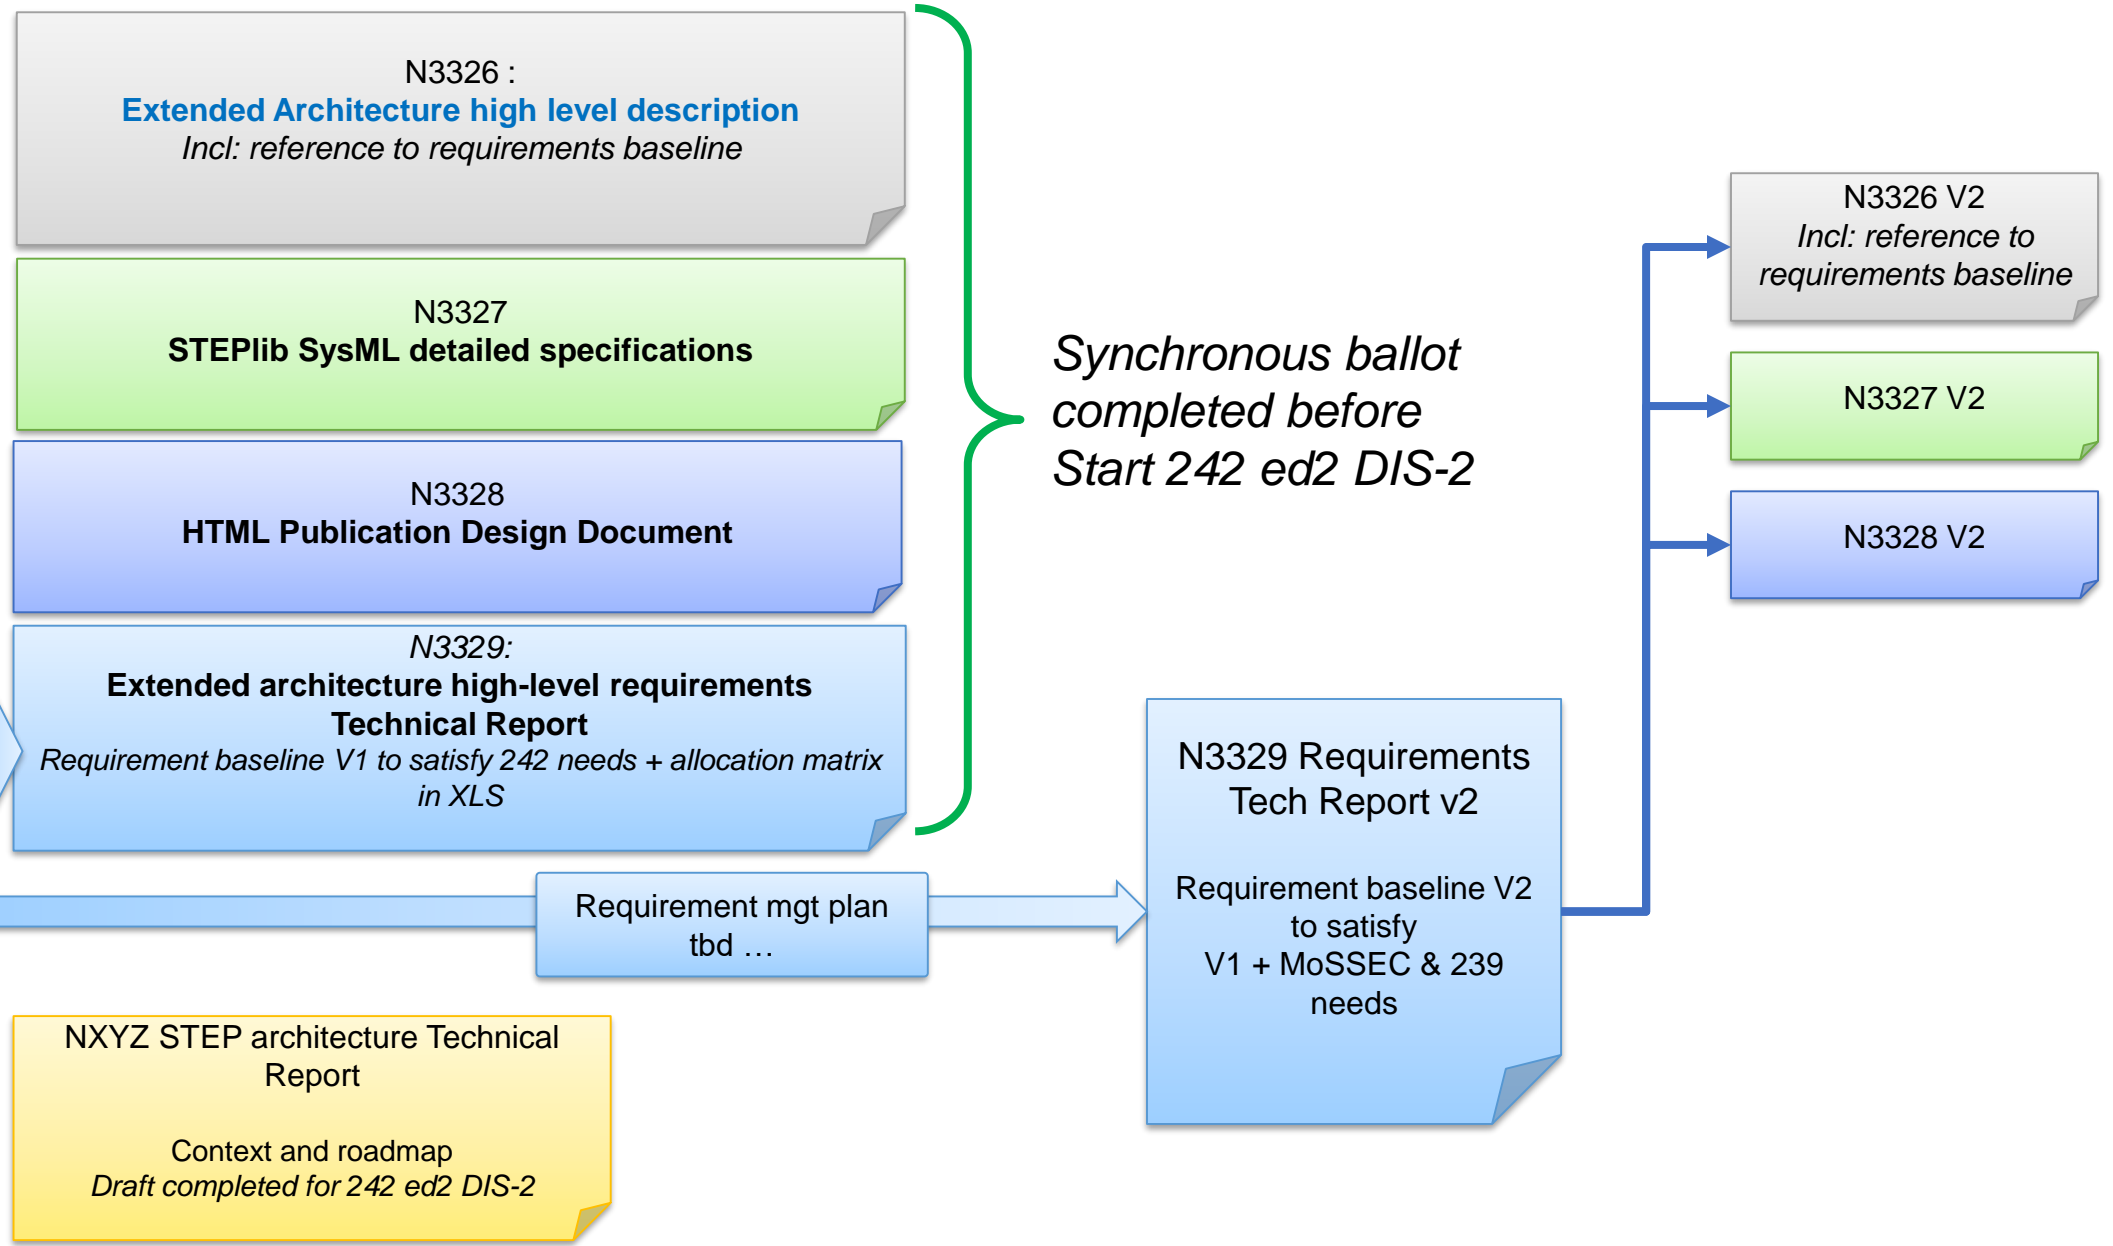 N3326 :
Extended Architecture high level description
Incl: reference to requirements baseline
N3327
STEPlib SysML detailed specifications
N3328
HTML Publication Design Document
N3329:
Extended architecture high-level requirements
Technical Report
Requirement baseline V1 to satisfy 242 needs + allocation matrix
in XLS
Synchronous ballot
completed before
Start 242 ed2 DIS-2
Requirement mgt plan
tbd …
NXYZ STEP architecture Technical
Report
Context and roadmap
Draft completed for 242 ed2 DIS-2
N3329 Requirements
Tech Report v2
Requirement baseline V2
to satisfy
V1 + MoSSEC & 239
needs
N3326 V2
Incl: reference to
requirements baseline
N3327 V2
N3328 V2